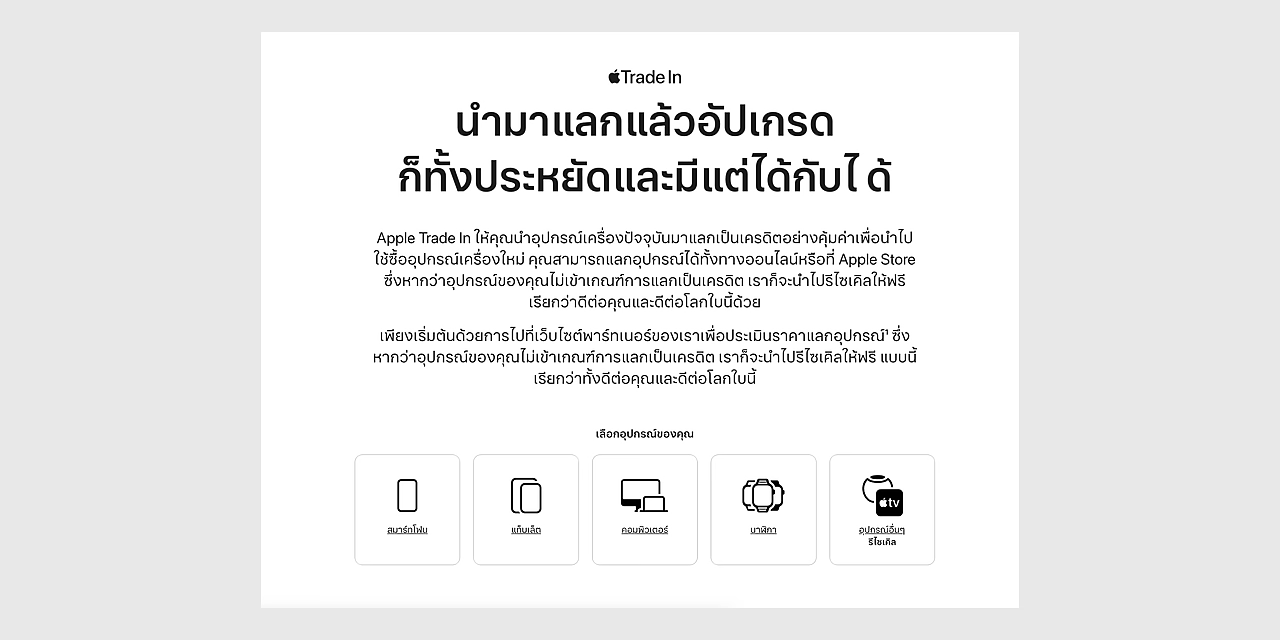 Trade In
นำมาแลกแล้วอัปเกรด
ก็ทั้งประหยัดและมีแต่ได้กับไ ด้
Apple Trade In ให้คุณนำอุปกรณ์เครื่องปัจจุบันมาแลกเป็นเครดิตอย่างคุ้มค่าเพื่อนำไป
ใช้ซื้ออุปกรณ์เครื่องใหม่ คุณสามารถแลกอุปกรณ์ได้ทั้งทางออนไลน์หรือที่ Apple Store
ซึ่งหากว่าอุปกรณ์ของคุณไม่เข้าเกณฑ์การแลกเป็นเครดิต เราก็จะนำไปรีไซเคิลให้ฟรี
เรียกว่าดีต่อคุณและดีต่อโลกใบนี้ด้วย
เพียงเริ่มต้นด้วยการไปที่เว็บไซต์พาร์ทเนอร์ของเราเพื่อประเมินราคาแลกอุปกรณ์¹ ซึ่ง
หากว่าอุปกรณ์ของคุณไม่เข้าเกณฑ์การแลกเป็นเครดิต เราก็จะนำไปรีไซเคิลให้ฟรี แบบนี้
เรียกว่าทั้งดีต่อคุณและดีต่อโลกใบนี้
เลือกอุปกรณ์ของคุณ
สมาร์ทโฟน
แท็บเล็ต
คอมพิวเตอร์
นาฬิกา
tv
อุปกรณ์อื่นๆ
รีไซเคิล